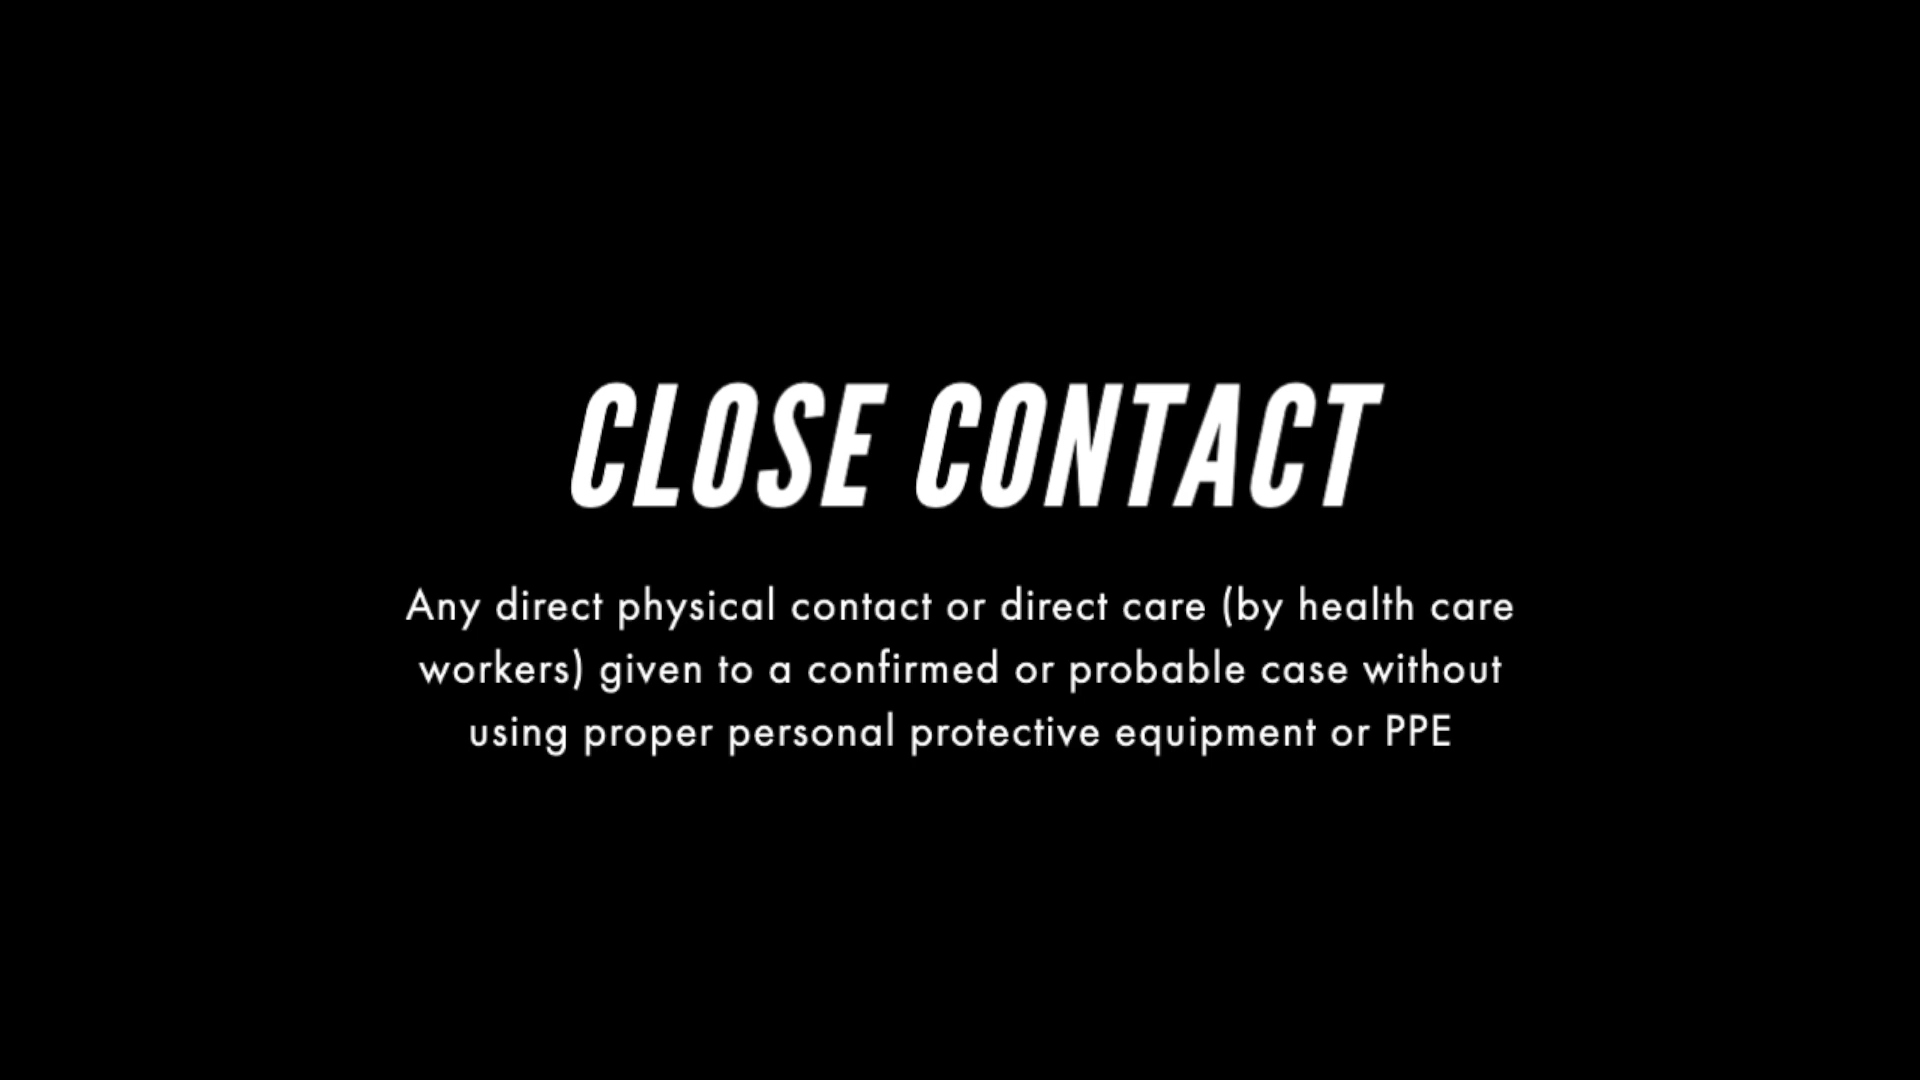 CLOSE CONTACT
Any direct physical contact or direct care (by health care
workers) given to a confirmed or probable case without
using proper personal protective equipment or PPE